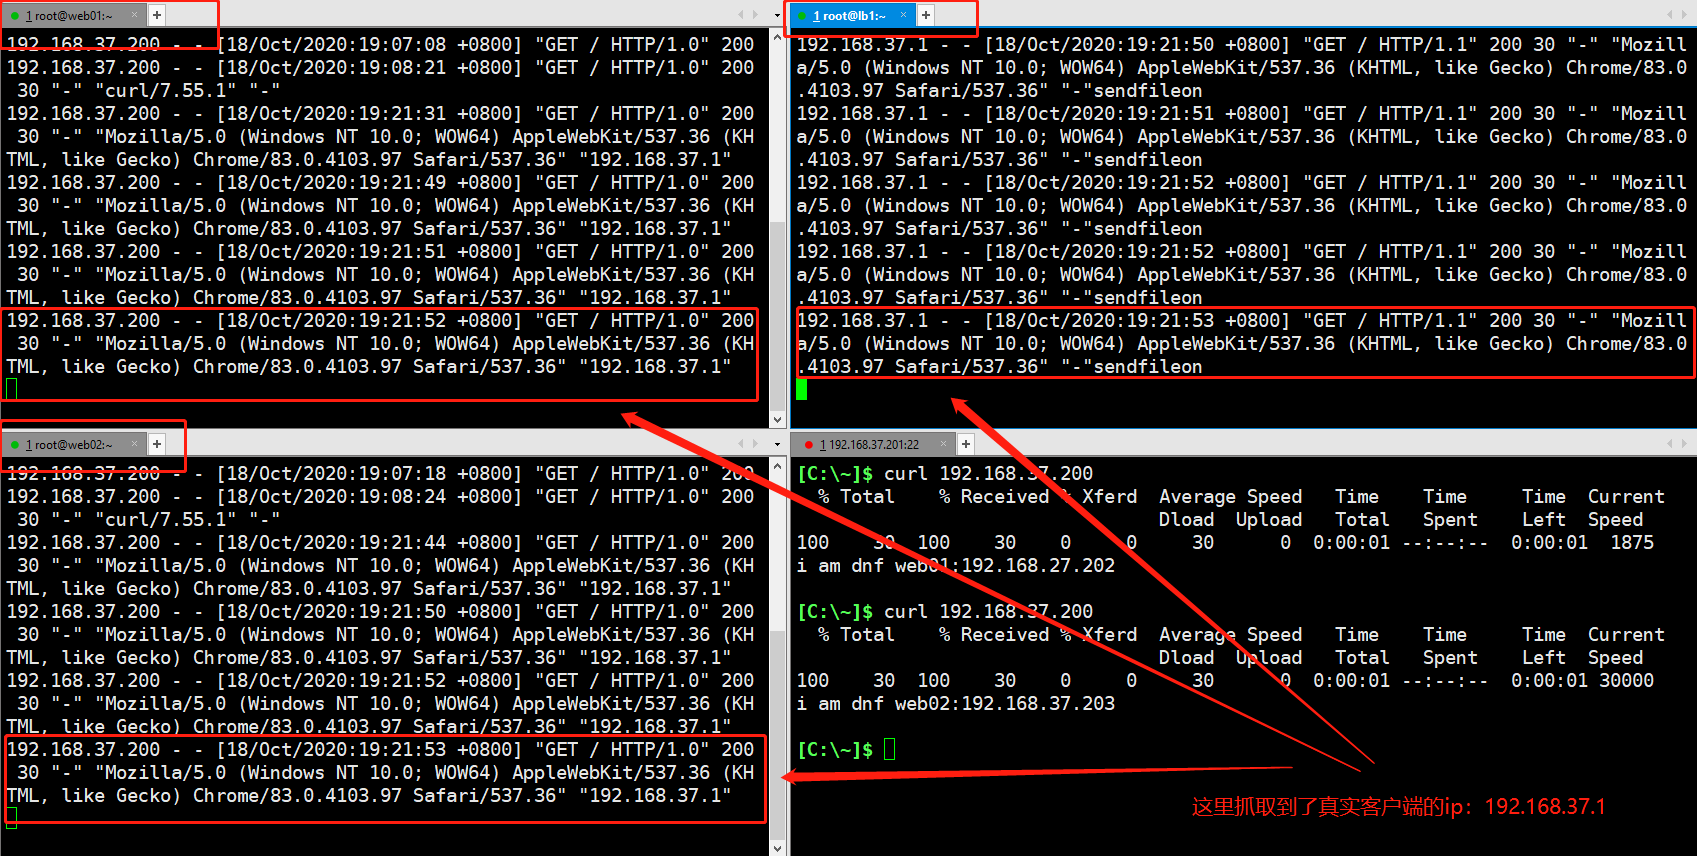 1 root@web01:~ × +
192.168.37.200 - - [18/Oct/2020:19:07:08 +0800] "GET / HTTP/1.0" 200
192.168.37.200 - - [18/Oct/2020:19:08:21 +0800] "GET / HTTP/1.0" 200
30 "-" "curl/7.55.1" "-"
192.168.37.200 - - [18/Oct/2020:19:21:31 +0800] "GET / HTTP/1.0" 200
30 "-" "Mozilla/5.0 (Windows NT 10.0; WOW64) AppleWebKit/537.36 (KH
TML, like Gecko) Chrome/83.0.4103.97 Safari/537.36" "192.168.37.1"
192.168.37.200 - - [18/Oct/2020:19:21:49 +0800] "GET / HTTP/1.0" 200
30 "-" "Mozilla/5.0 (Windows NT 10.0; WOW64) AppleWebKit/537.36 (KH
TML, like Gecko) Chrome/83.0.4103.97 Safari/537.36" "192.168.37.1"
192.168.37.200 - - [18/Oct/2020:19:21:51 +0800] "GET / HTTP/1.0" 200
30 "-" "Mozilla/5.0 (Windows NT 10.0; WOW64) AppleWebKit/537.36 (KH
TML, like Gecko) Chrome/83.0.4103.97 Safari/537.36" "192.168.37.1"
192.168.37.200 - - [18/Oct/2020:19:21:52 +0800] "GET / HTTP/1.0" 200
30 "-" "Mozilla/5.0 (Windows NT 10.0; WOW64) AppleWebKit/537.36 (KH
TML, like Gecko) Chrome/83.0.4103.97 Safari/537.36" "192.168.37.1"
1 root@lb1:~ × +
192.168.37.1 - - [18/Oct/2020:19:21:50 +0800] "GET / HTTP/1.1" 200 30 "-" "Mozill
a/5.0 (Windows NT 10.0; WOW64) AppleWebKit/537.36 (KHTML, like Gecko) Chrome/83.0
.4103.97 Safari/537.36" "-"sendfileon
192.168.37.1 - - [18/Oct/2020:19:21:51 +0800] "GET / HTTP/1.1" 200 30 "-" "Mozill
a/5.0 (Windows NT 10.0; WOW64) AppleWebKit/537.36 (KHTML, like Gecko) Chrome/83.0
.4103.97 Safari/537.36" "-"sendfileon
192.168.37.1 - - [18/Oct/2020:19:21:52 +0800] "GET / HTTP/1.1" 200 30 "-" "Mozill
a/5.0 (Windows NT 10.0; WOW64) AppleWebKit/537.36 (KHTML, like Gecko) Chrome/83.0
.4103.97 Safari/537.36" "-"sendfileon
192.168.37.1 - - [18/Oct/2020:19:21:52 +0800] "GET / HTTP/1.1" 200 30 "-" "Mozill
a/5.0 (Windows NT 10.0; WOW64) AppleWebKit/537.36 (KHTML, like Gecko) Chrome/83.0
.4103.97 Safari/537.36" "-"sendfileon
192.168.37.1 - - [18/Oct/2020:19:21:53 +0800] "GET / HTTP/1.1" 200 30 "-" "Mozill
a/5.0 (Windows NT 10.0; WOW64) AppleWebKit/537.36 (KHTML, like Gecko) Chrome/83.0
.4103.97 Safari/537.36" "-"sendfileon
1 root@web02:~ × +
192.168.37.200 - - [18/Oct/2020:19:07:18 +0800] "GET / HTTP/1.0" 200
192.168.37.200 - - [18/Oct/2020:19:08:24 +0800] "GET / HTTP/1.0" 200
30 "-" "curl/7.55.1" "-"
192.168.37.200 - - [18/Oct/2020:19:21:44 +0800] "GET / HTTP/1.0" 200
30 "-" "Mozilla/5.0 (Windows NT 10.0; WOW64) AppleWebKit/537.36 (KH
TML, like Gecko) Chrome/83.0.4103.97 Safari/537.36" "192.168.37.1"
192.168.37.200 - - [18/Oct/2020:19:21:50 +0800] "GET / HTTP/1.0" 200
30 "-" "Mozilla/5.0 (Windows NT 10.0; WOW64) AppleWebKit/537.36 (KH
TML, like Gecko) Chrome/83.0.4103.97 Safari/537.36" "192.168.37.1"
192.168.37.200 - - [18/Oct/2020:19:21:52 +0800] "GET / HTTP/1.0" 200
30 "-" "Mozilla/5.0 (Windows NT 10.0; WOW64) AppleWebKit/537.36 (KH
TML, like Gecko) Chrome/83.0.4103.97 Safari/537.36" "192.168.37.1"
192.168.37.200 - - [18/Oct/2020:19:21:53 +0800] "GET / HTTP/1.0" 200
30 "-" "Mozilla/5.0 (Windows NT 10.0; WOW64) AppleWebKit/537.36 (KH
TML, like Gecko) Chrome/83.0.4103.97 Safari/537.36" "192.168.37.1"
1 192.168.37.201:22 × +
[C:\~]$ curl 192.168.37.200
% Total % Received % Xferd Average Speed Time Time Time Current
Dload Upload Total Spent Left Speed
100 30 100 30 0 0 30 0 0:00:01 --:--:-- 0:00:01 1875
i am dnf web01:192.168.27.202
[C:\~]$ curl 192.168.37.200
% Total % Received % Xferd Average Speed Time Time Time Current
Dload Upload Total Spent Left Speed
100 30 100 30 0 0 30 0 0:00:01 --:--:-- 0:00:01 30000
i am dnf web02:192.168.37.203
[C:\~]$
这里抓取到了真实客户端的ip：192.168.37.1